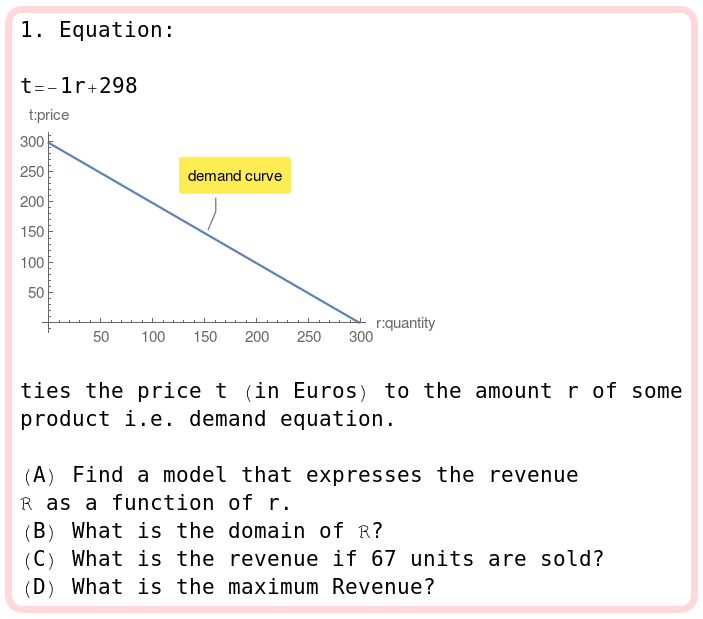 1. Equation:
t=-1r+298
t:price
300
250
200
150
100
50
demand curve
50 100 150 200 250 300
r:quantity
ties the price t (in Euros) to the amount r of some
product i.e. demand equation.
(A) Find a model that expresses the revenue
ℝ as a function of r.
(B) What is the domain of ℝ?
(C) What is the revenue if 67 units are sold?
(D) What is the maximum Revenue?